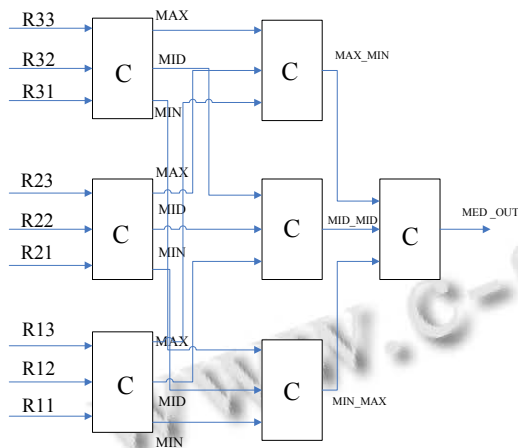 R33
R32
R31
C
MAX
MID
MIN
C
MAX_MIN
R23
R22
R21
C
MAX
MID
MIN
C
MID_MID
C
MED_OUT
R13
R12
R11
C
MAX
MID
MIN
C
MIN_MAX
www.c-